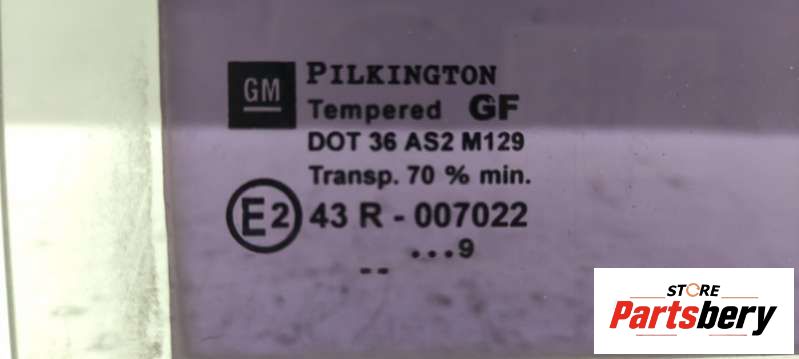 GM
PILKINGTON
Tempered GF
DOT 36 AS2 M129
Transp. 70 % min.
E2 43 R - 007022
...9
--
STORE
Partsbery